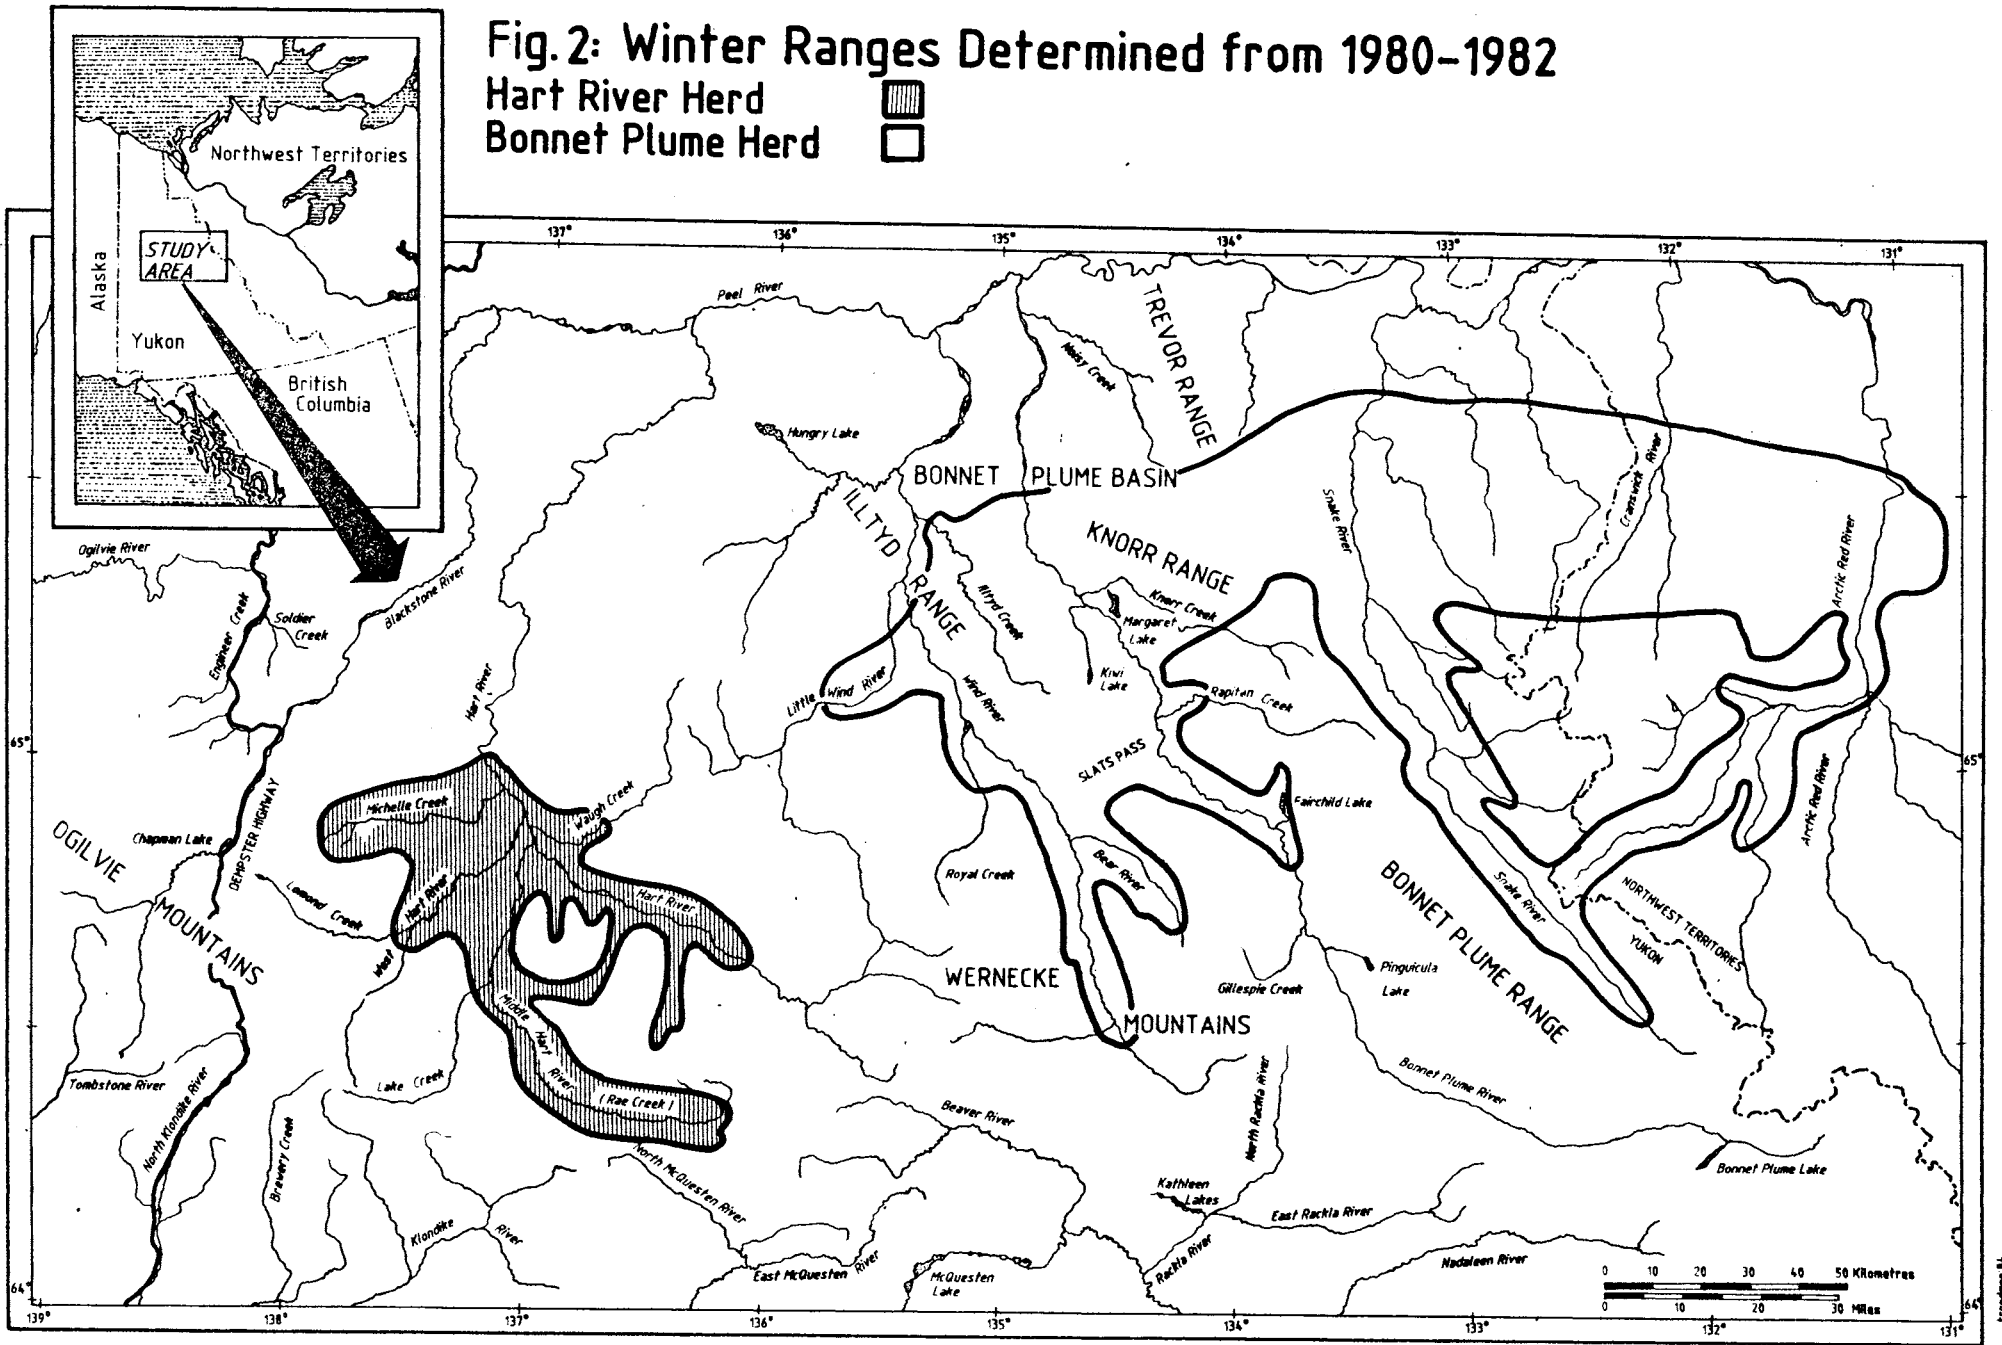 Fig. 2: Winter Ranges Determined from 1980-1982
Hart River Herd
Bonnet Plume Herd
Northwest Territories
STUDY
AREA
Alaska
Yukon
British
Columbia
137°
136°
135°
134°
133°
132°
131°
Peel River
TREVOR RANGE
Noisy Creek
Hungry Lake
BONNET PLUME BASIN
ILLTYD RANGE
KNORR RANGE
Snake River
Cranswick River
Arctic Red River
Ogilvie River
Engineer Creek
Soldier
Creek
Blackstone River
Illtyd Creek
Knorr Creek
Margaret
Lake
Kiwi
Lake
Hart River
Little Wind River
Wind River
Rapitan Creek
65°
65°
SLATS PASS
Michelle Creek
Waugh Creek
Fairchild Lake
Arctic Red River
Chapman Lake
DEMPSTER HIGHWAY
OGILVIE
MOUNTAINS
Lomond Creek
West Hart River
Hart River
Royal Creek
Bear River
BONNET PLUME RANGE
Snake River
NORTHWEST TERRITORIES
YUKON
WERNECKE
MOUNTAINS
Gillespie Creek
Pinguicula
Lake
Middle Hart River
(Rae Creek)
Tombstone River
North Klondike River
Lake Creek
Brewery Creek
Beaver River
North Rackla River
Bonnet Plume River
Bonnet Plume Lake
North McQuesten River
Kathleen
Lakes
East Rackla River
Klondike River
East McQuesten River
McQuesten
Lake
Rackla River
Nadaleen River
0 10 20 30 40 50 Kilometres
0 10 20 30 Miles
64°
64°
139°
138°
137°
136°
135°
134°
133°
132°
131°